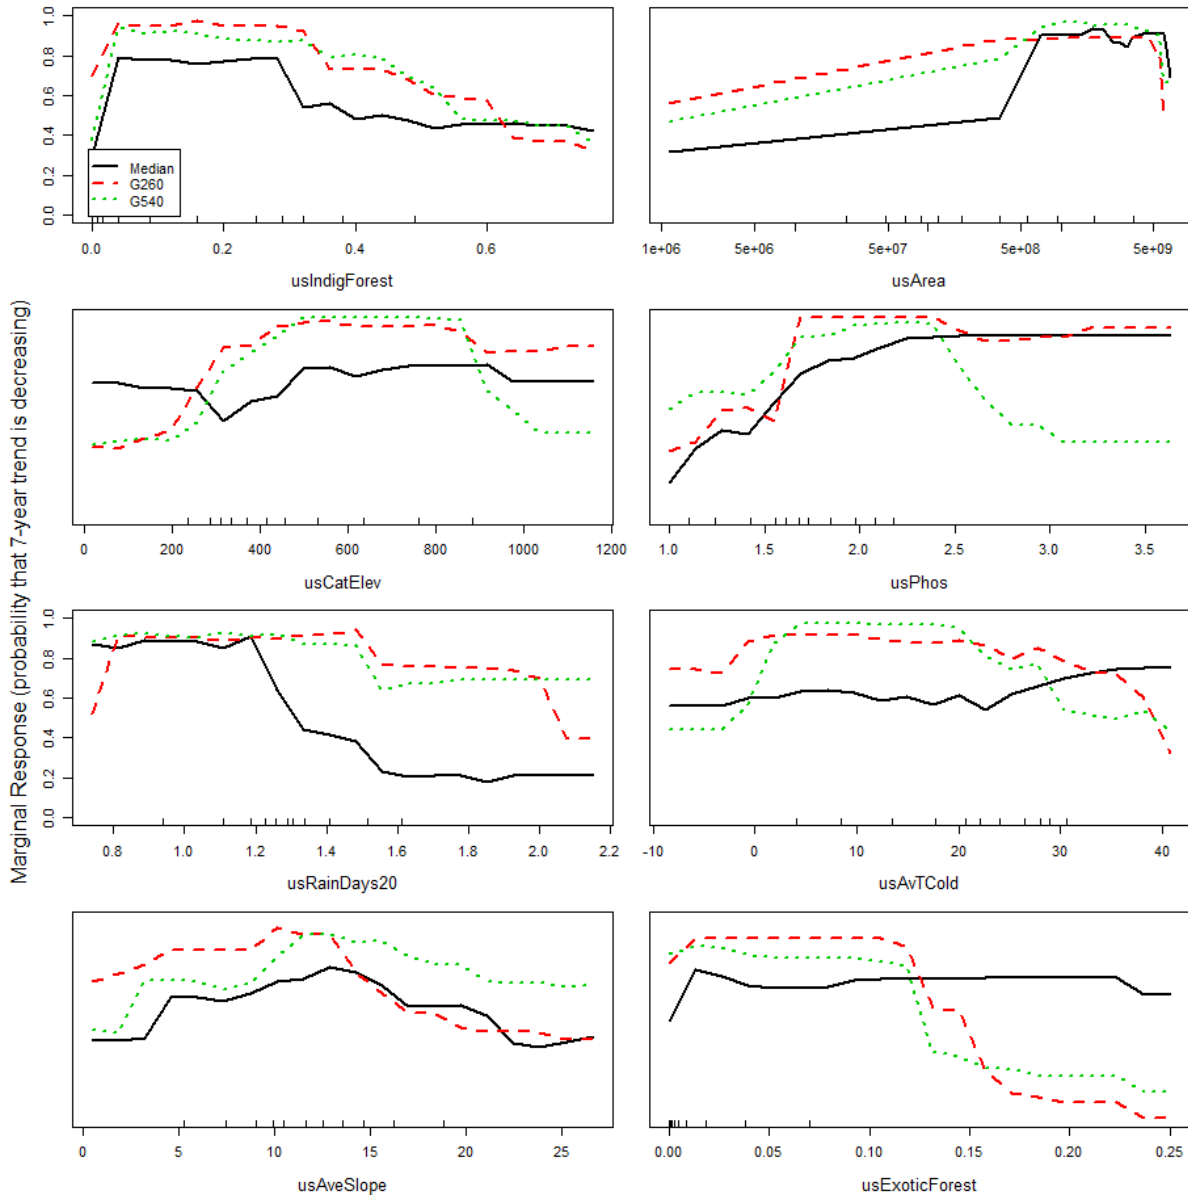 Marginal Response (probability that 7-year trend is decreasing)
0.0 0.2 0.4 0.6 0.8 1.0
Median
G260
G540
0.0 0.2 0.4 0.6
usIndigForest
1e+06 5e+06 5e+07 5e+08 5e+09
usArea
0 200 400 600 800 1000 1200
usCatElev
1.0 1.5 2.0 2.5 3.0 3.5
usPhos
0.0 0.2 0.4 0.6 0.8 1.0
0.8 1.0 1.2 1.4 1.6 1.8 2.0 2.2
usRainDays20
-10 0 10 20 30 40
usAvTCold
0 5 10 15 20 25
usAveSlope
0.00 0.05 0.10 0.15 0.20 0.25
usExoticForest